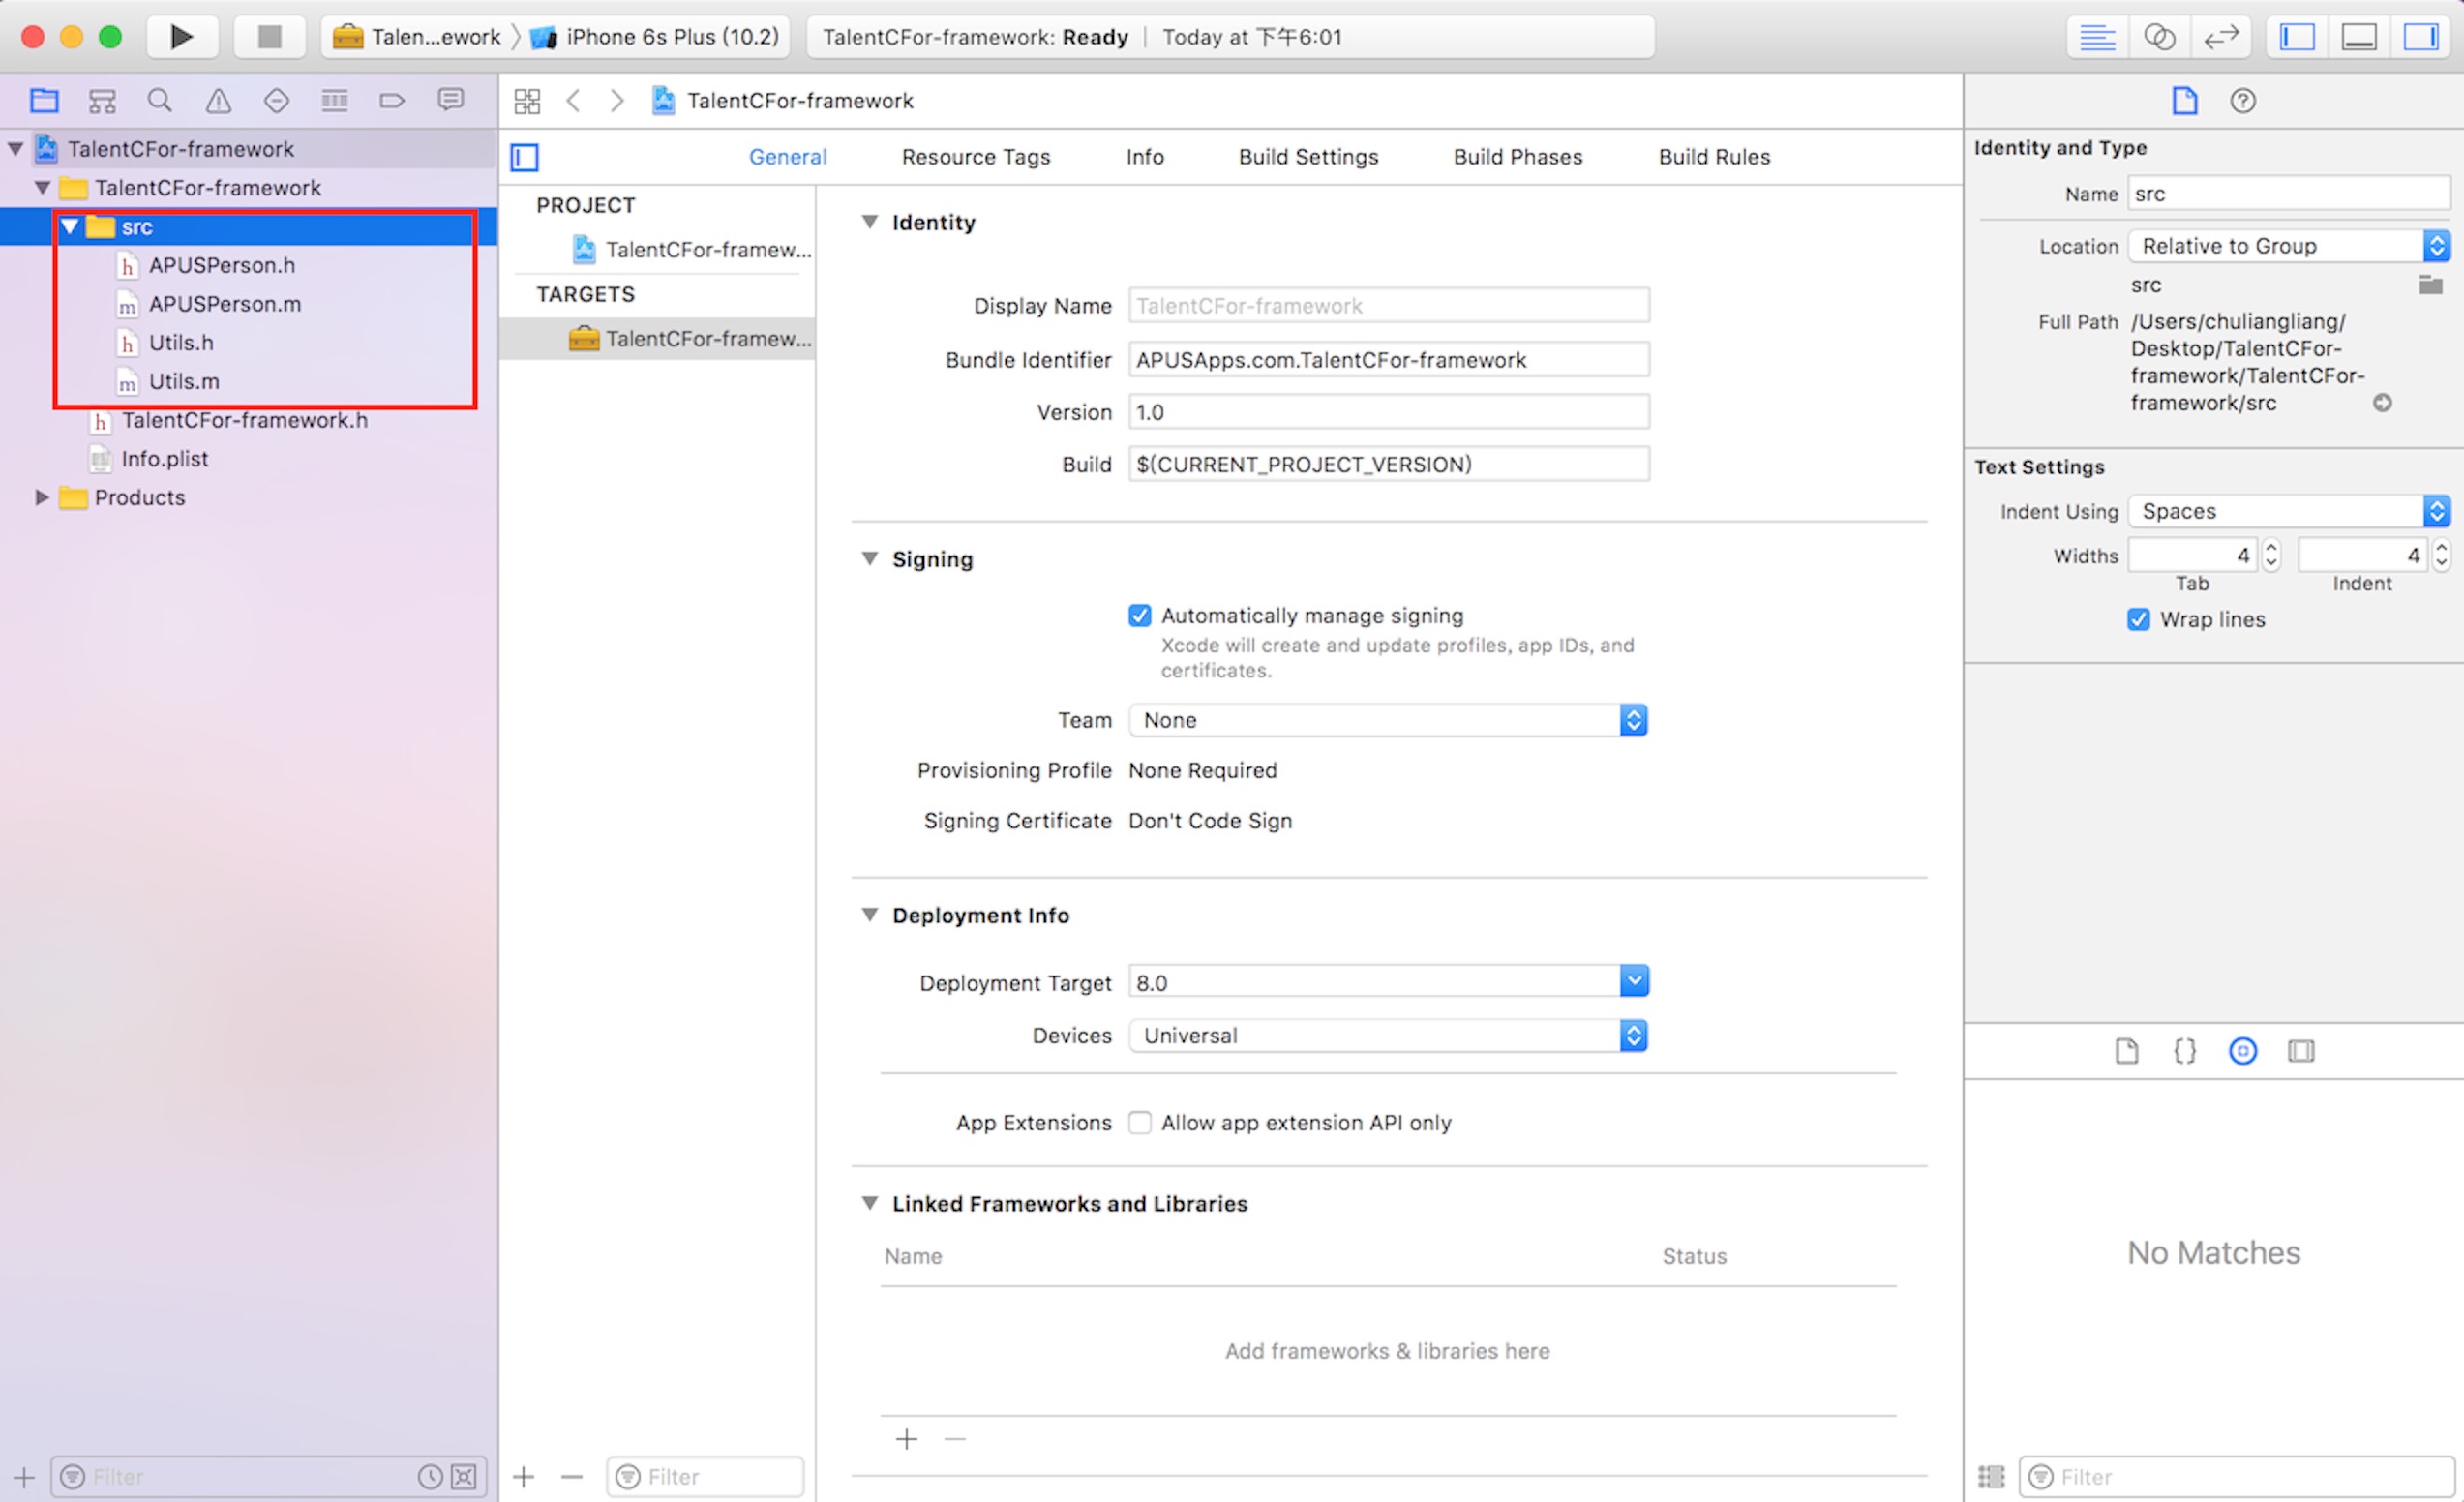 Talen...ework
iPhone 6s Plus (10.2)
TalentCFor-framework: Ready
Today at 下午6:01
TalentCFor-framework
TalentCFor-framework
src
h APUSPerson.h
m APUSPerson.m
h Utils.h
m Utils.m
h TalentCFor-framework.h
Info.plist
Products
Filter
TalentCFor-framework
General
Resource Tags
Info
Build Settings
Build Phases
Build Rules
PROJECT
TalentCFor-framew...
TARGETS
TalentCFor-framew...
Filter
Identity
Display Name TalentCFor-framework
Bundle Identifier APUSApps.com.TalentCFor-framework
Version 1.0
Build $(CURRENT_PROJECT_VERSION)
Signing
Automatically manage signing
Xcode will create and update profiles, app IDs, and
certificates.
Team None
Provisioning Profile None Required
Signing Certificate Don't Code Sign
Deployment Info
Deployment Target 8.0
Devices Universal
App Extensions Allow app extension API only
Linked Frameworks and Libraries
Name Status
Add frameworks & libraries here
Identity and Type
Name src
Location Relative to Group
src
Full Path /Users/chuliangliang/
Desktop/TalentCFor-
framework/TalentCFor-
framework/src
Text Settings
Indent Using Spaces
Widths 4 4
Tab Indent
Wrap lines
No Matches
Filter